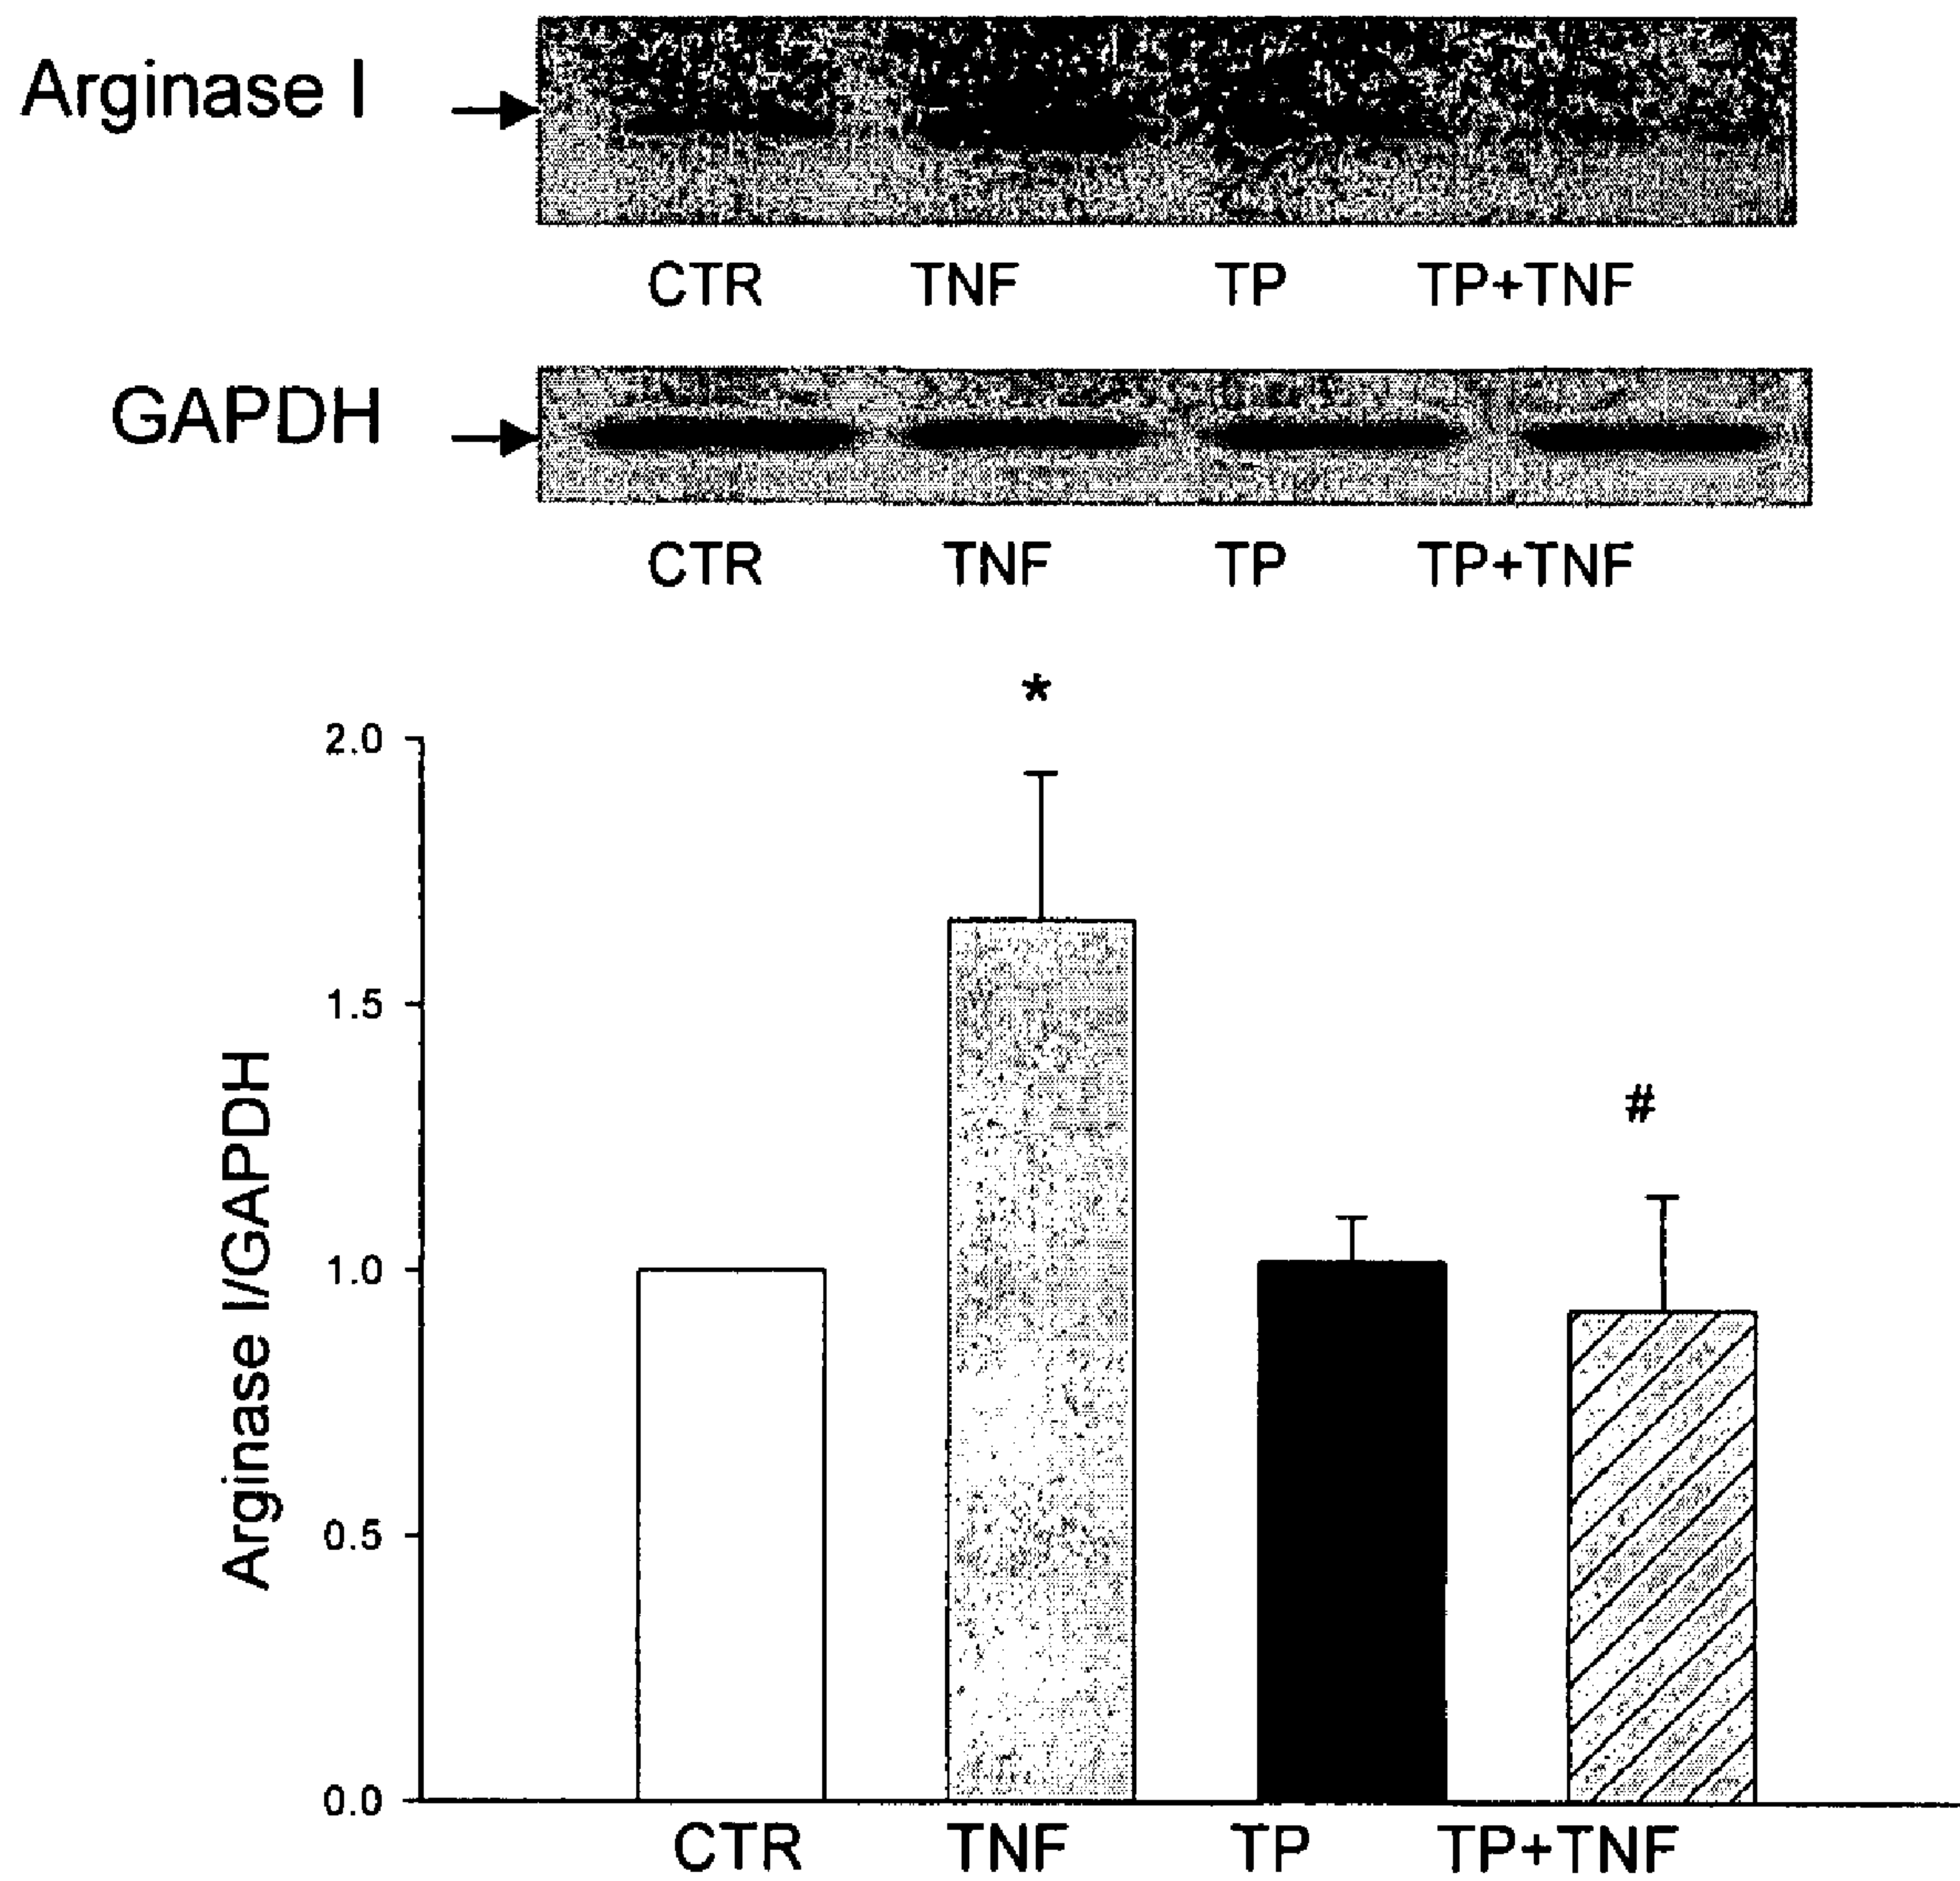 Arginase I
CTR TNF TP TP+TNF
GAPDH
CTR TNF TP TP+TNF
*
2.0
1.5
#
1.0
0.5
0.0
Arginase I/GAPDH
CTR TNF TP TP+TNF